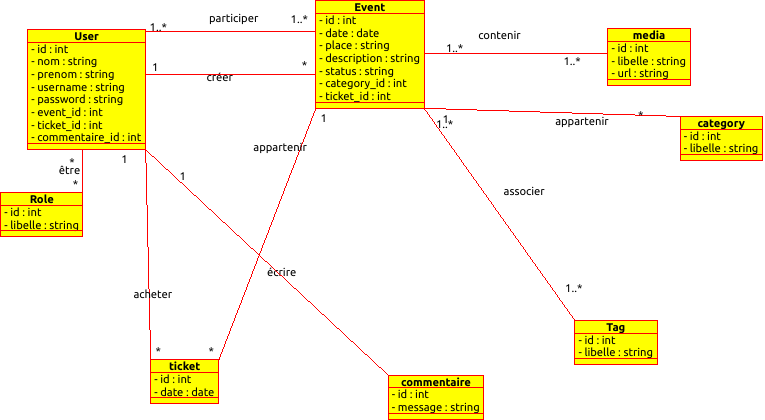 User
- id : int
- nom : string
- prenom : string
- username : string
- password : string
- event_id : int
- ticket_id : int
- commentaire_id : int
participer
1..*
1..*
1
créer
*
Event
- id : int
- date : date
- place : string
- description : string
- status : string
- category_id : int
- ticket_id : int
contenir
1..*
1..*
media
- id : int
- libelle : string
- url : string
1
appartenir
*
category
- id : int
- libelle : string
*
être
*
Role
- id : int
- libelle : string
1
acheter
*
1
appartenir
*
ticket
- id : int
- date : date
1
écrire
commentaire
- id : int
- message : string
1..*
associer
1..*
Tag
- id : int
- libelle : string